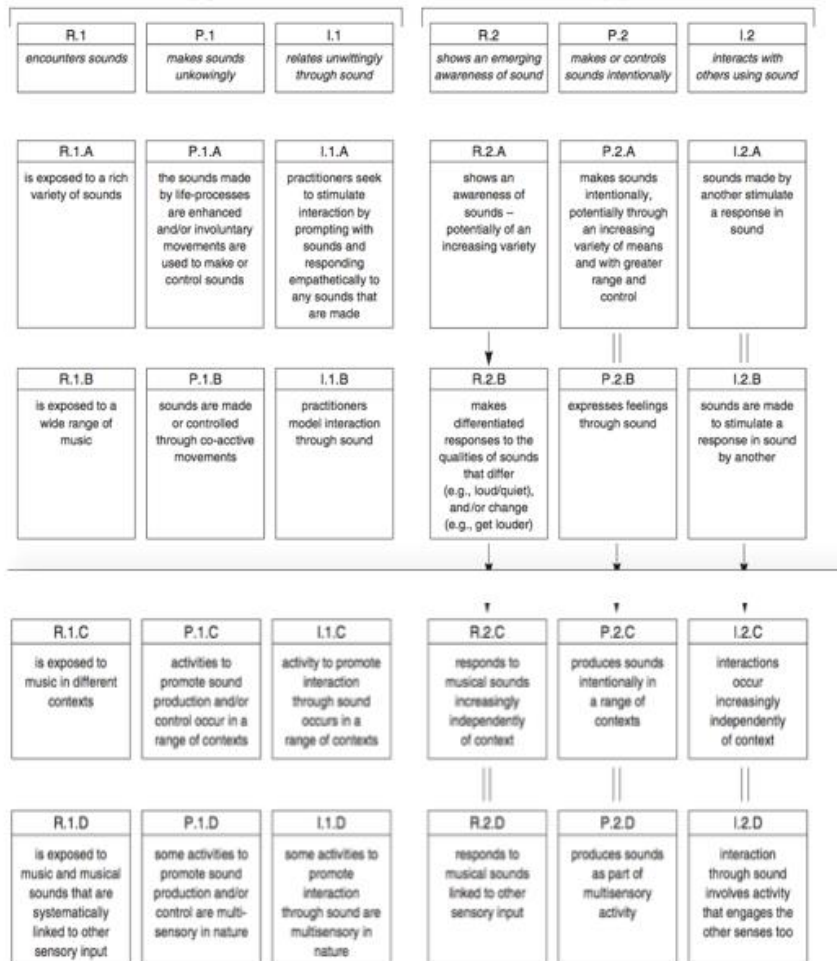 R.1
encounters sounds
P.1
makes sounds
unkowingly
I.1
relates unwittingly
through sound
R.2
shows an emerging
awareness of sound
P.2
makes or controls
sounds intentionally
I.2
interacts with
others using sound
R.1.A
is exposed to a rich
variety of sounds
P.1.A
the sounds made
by life-processes
are enhanced
and/or involuntary
movements are
used to make or
control sounds
I.1.A
practitioners seek
to stimulate
interaction by
prompting with
sounds and
responding
empathetically to
any sounds that
are made
R.2.A
shows an
awareness of
sounds –
potentially of an
increasing variety
P.2.A
makes sounds
intentionally,
potentially through
an increasing
variety of means
and with greater
range and
control
I.2.A
sounds made by
another stimulate
a response in
sound
R.1.B
is exposed to a
wide range of
music
P.1.B
sounds are made
or controlled
through co-acctive
movements
I.1.B
practitioners
model interaction
through sound
R.2.B
makes
differentiated
responses to the
qualities of sounds
that differ
(e.g., loud/quiet),
and/or change
(e.g., get louder)
P.2.B
expresses feelings
through sound
I.2.B
sounds are made
to stimulate a
response in sound
by another
R.1.C
is exposed to
music in different
contexts
P.1.C
activities to
promote sound
production and/or
control occur in a
range of contexts
I.1.C
activity to promote
interaction
through sound
occurs in a
range of contexts
R.2.C
responds to
musical sounds
increasingly
independently
of context
P.2.C
produces sounds
intentionally in
a range of
contexts
I.2.C
interactions
occur
increasingly
independently
of context
R.1.D
is exposed to
music and musical
sounds that are
systematically
linked to other
sensory input
P.1.D
some activities to
promote sound
production and/or
control are multi-
sensory in nature
I.1.D
some activities to
promote
interaction
through sound are
multisensory in
nature
R.2.D
responds to
musical sounds
linked to other
sensory input
P.2.D
produces sounds
as part of
multisensory
activity
I.2.D
interaction
through sound
involves activity
that engages the
other senses too